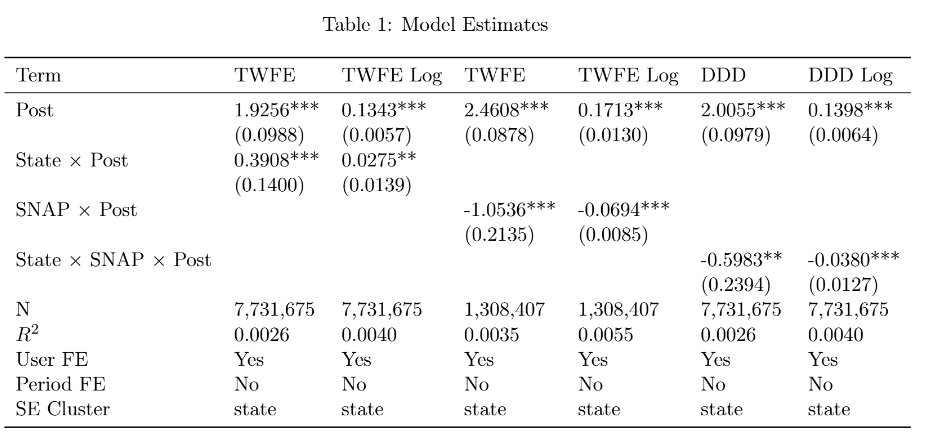 Table 1: Model Estimates
Term TWFE TWFE Log TWFE TWFE Log DDD DDD Log
Post 1.9256*** 0.1343*** 2.4608*** 0.1713*** 2.0055*** 0.1398***
(0.0988) (0.0057) (0.0878) (0.0130) (0.0979) (0.0064)
State × Post 0.3908*** 0.0275**
(0.1400) (0.0139)
SNAP × Post -1.0536*** -0.0694***
(0.2135) (0.0085)
State × SNAP × Post -0.5983** -0.0380***
(0.2394) (0.0127)
N 7,731,675 7,731,675 1,308,407 1,308,407 7,731,675 7,731,675
R² 0.0026 0.0040 0.0035 0.0055 0.0026 0.0040
User FE Yes Yes Yes Yes Yes Yes
Period FE No No No No No No
SE Cluster state state state state state state